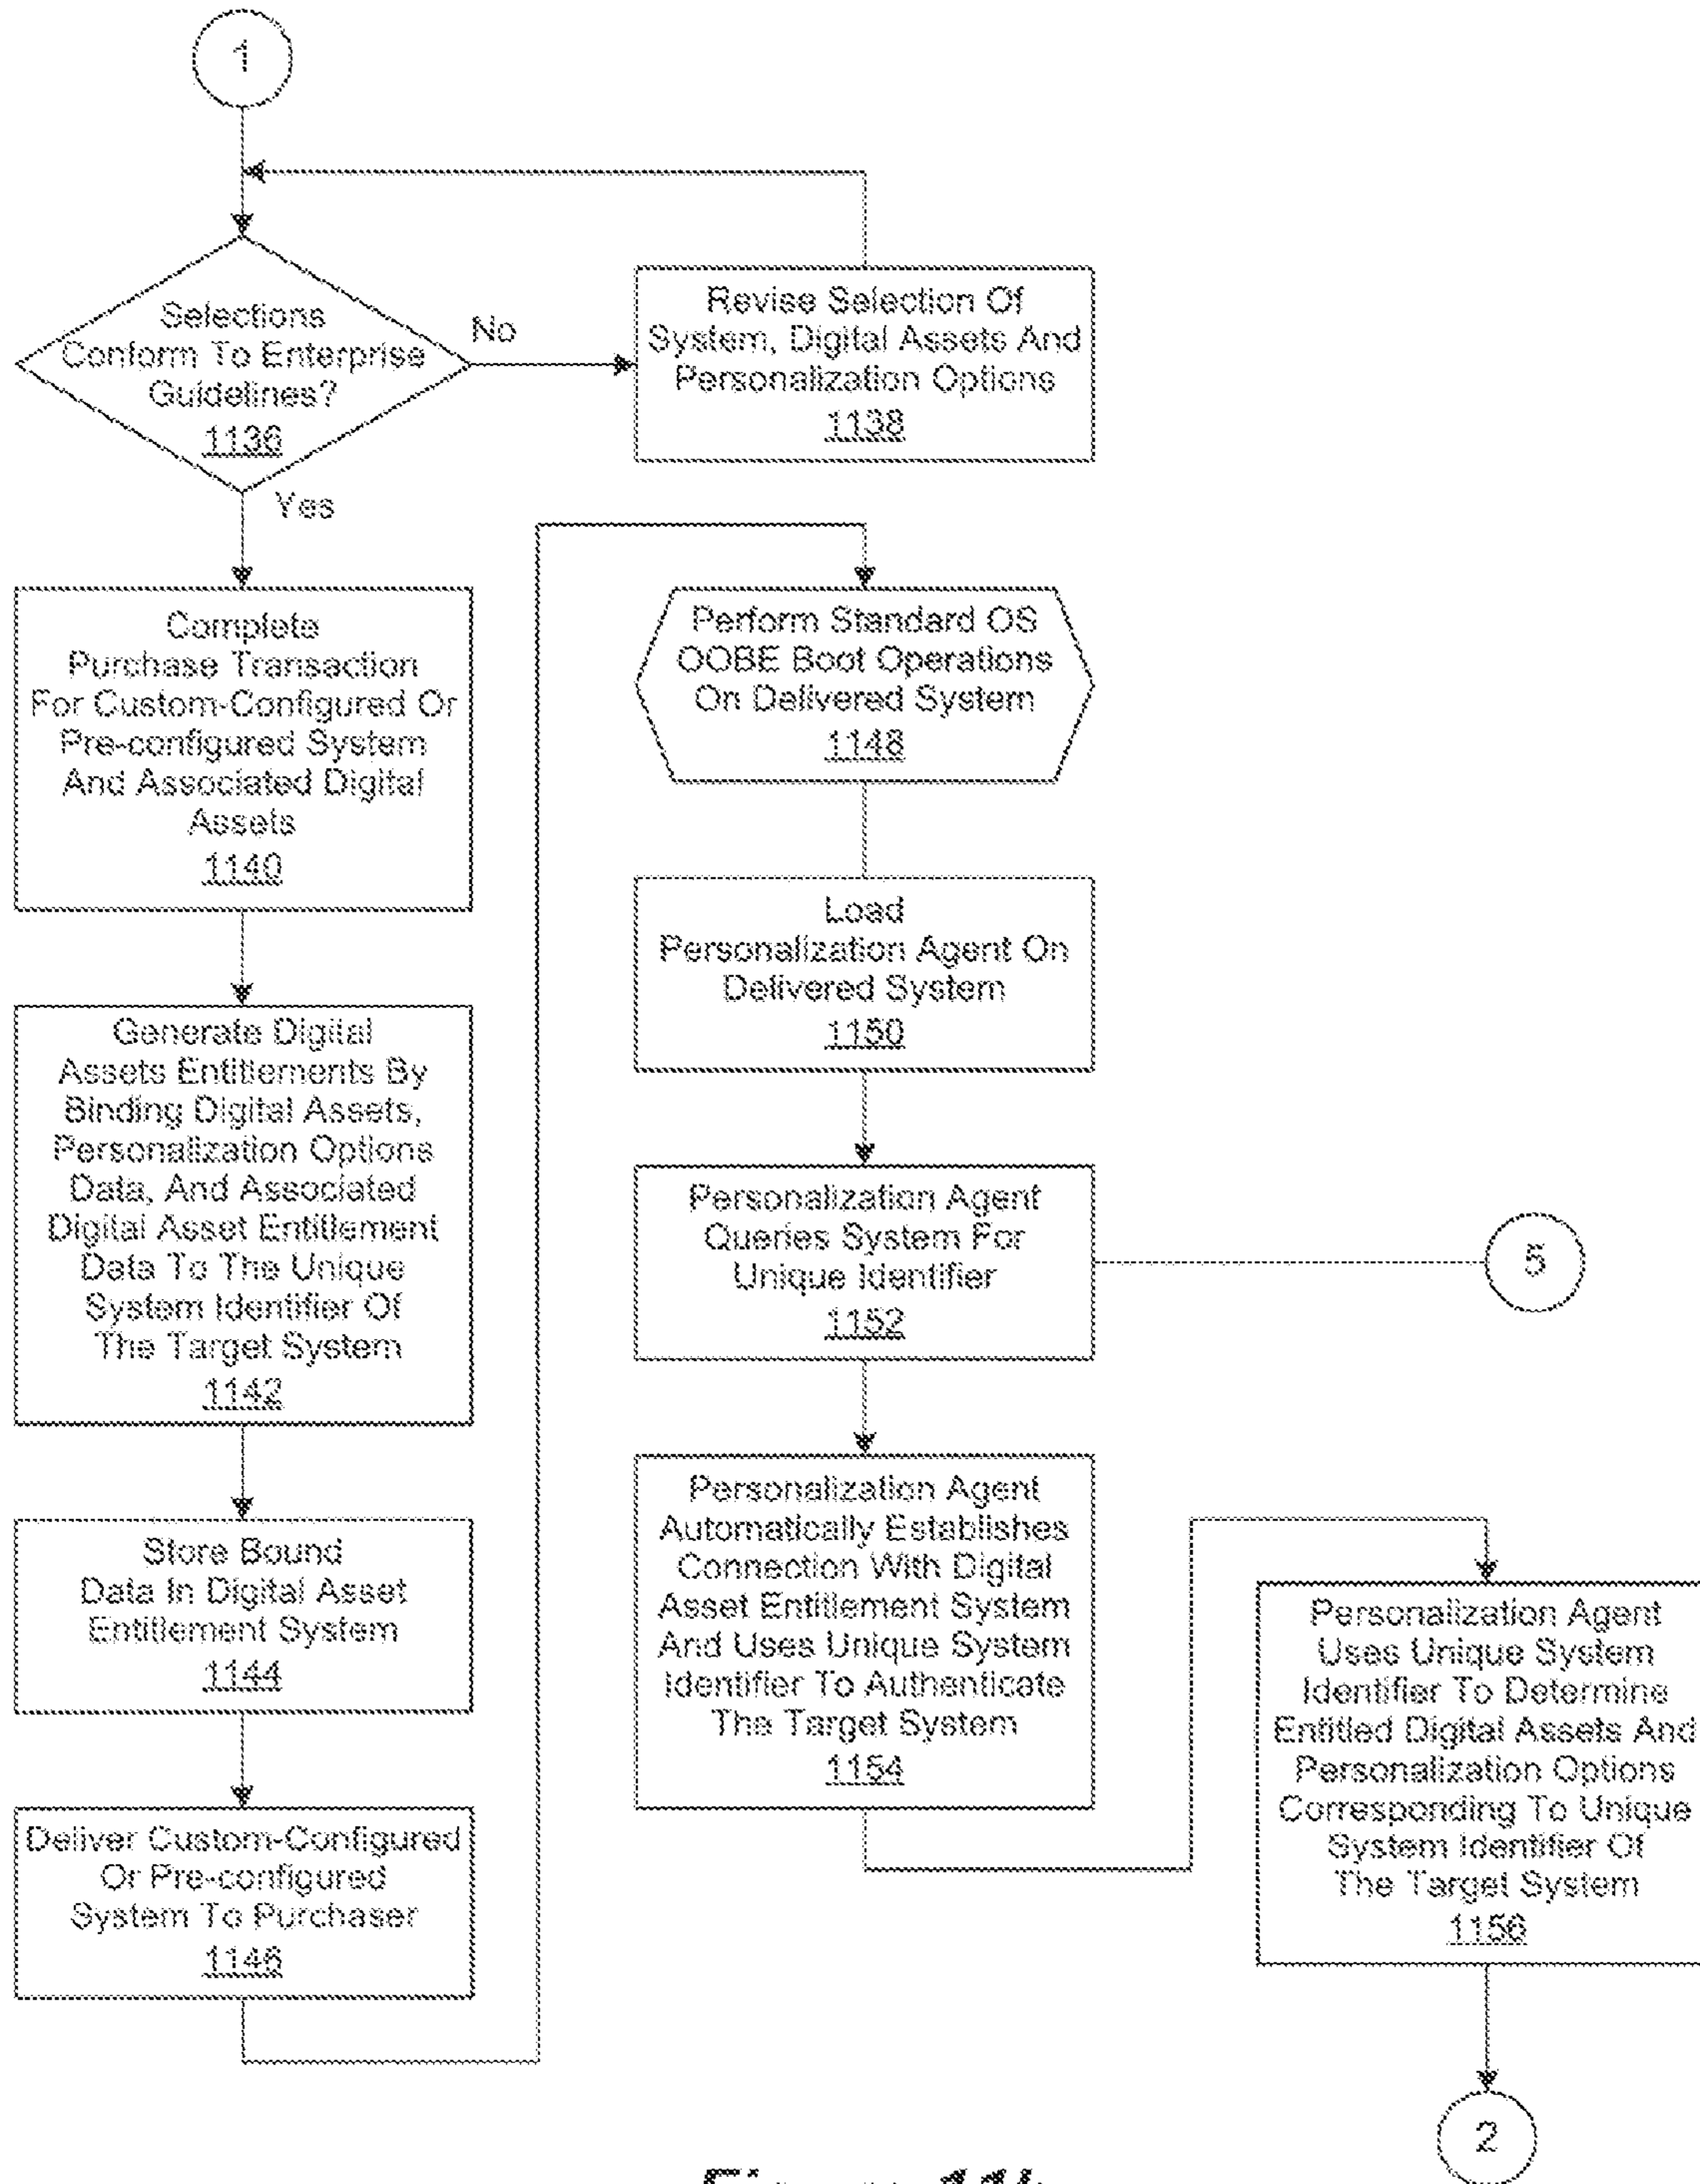 1
Selections
Conform To Enterprise
Guidelines?
1136
No
Yes
Revise Selection Of
System, Digital Assets And
Personalization Options
1138
Complete
Purchase Transaction
For Custom-Configured Or
Pre-configured System
And Associated Digital
Assets
1140
Generate Digital
Assets Entitlements By
Binding Digital Assets,
Personalization Options
Data, And Associated
Digital Asset Entitlement
Data To The Unique
System Identifier Of
The Target System
1142
Store Bound
Data In Digital Asset
Entitlement System
1144
Deliver Custom-Configured
Or Pre-configured
System To Purchaser
1146
Perform Standard OS
OOBE Boot Operations
On Delivered System
1148
Load
Personalization Agent On
Delivered System
1150
Personalization Agent
Queries System For
Unique Identifier
1152
5
Personalization Agent
Automatically Establishes
Connection With Digital
Asset Entitlement System
And Uses Unique System
Identifier To Authenticate
The Target System
1154
Personalization Agent
Uses Unique System
Identifier To Determine
Entitled Digital Assets And
Personalization Options
Corresponding To Unique
System Identifier Of
The Target System
1156
2